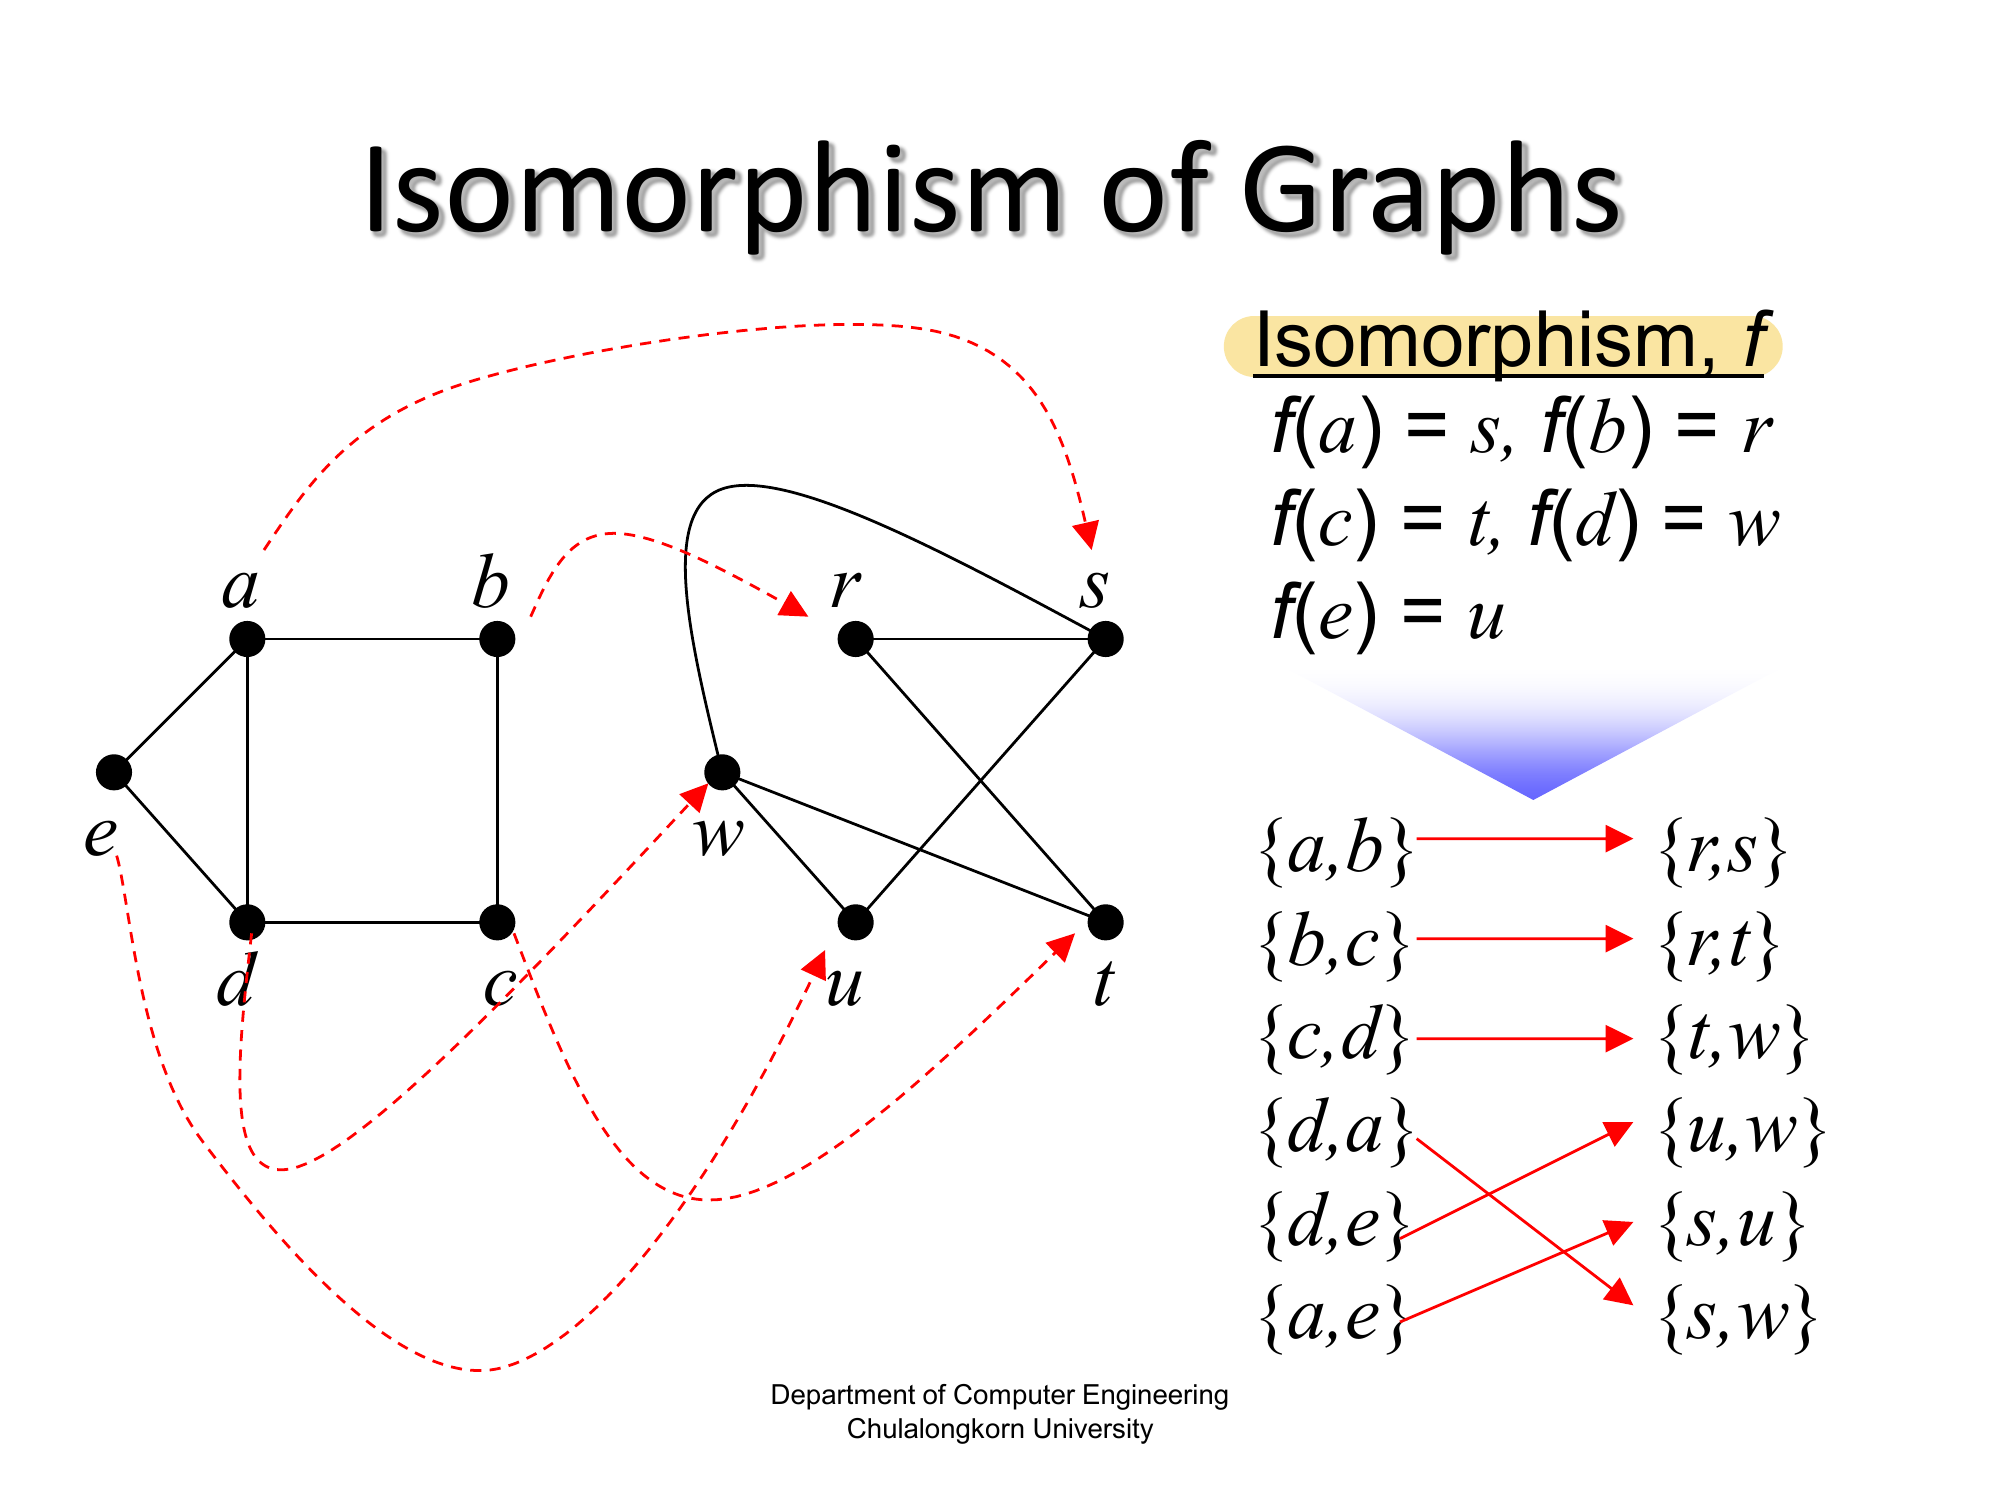 Isomorphism of Graphs
Isomorphism, f
f(a) = s, f(b) = r
f(c) = t, f(d) = w
f(e) = u
a
b
r
s
e
w
d
c
u
t
{a,b} {r,s}
{b,c} {r,t}
{c,d} {t,w}
{d,a} {u,w}
{d,e} {s,u}
{a,e} {s,w}
Department of Computer Engineering
Chulalongkorn University